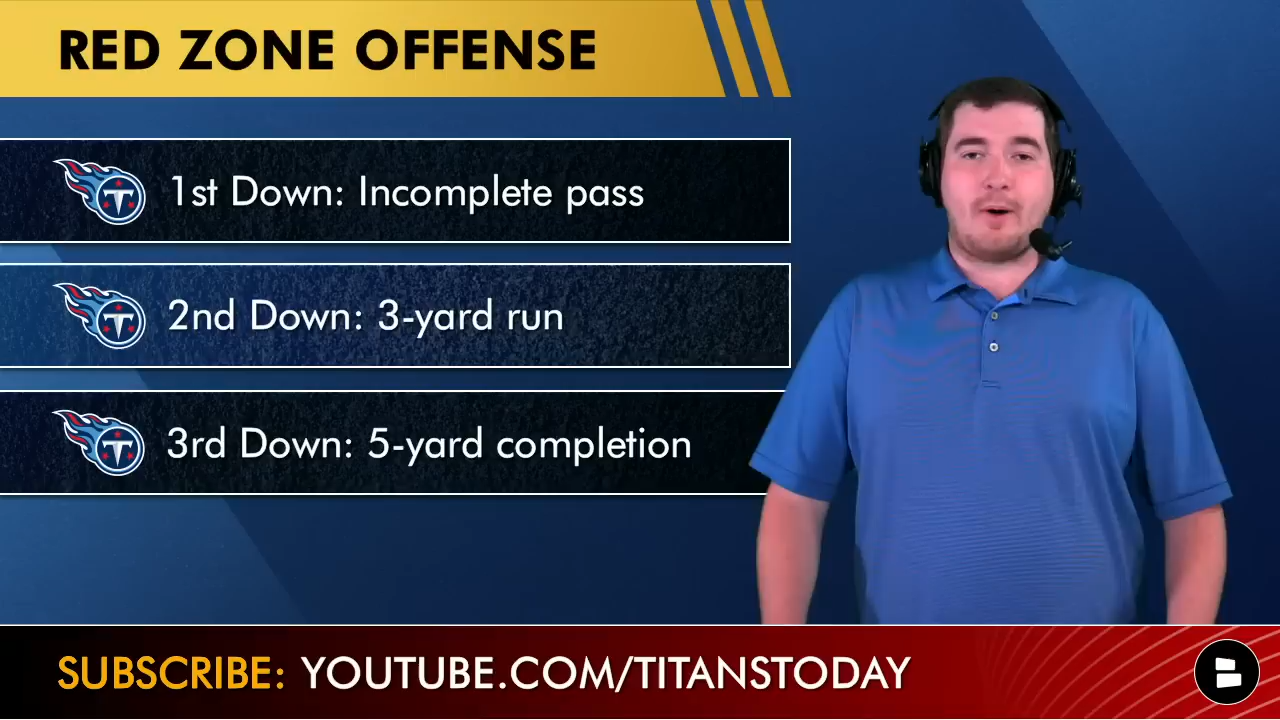 RED ZONE OFFENSE
1st Down: Incomplete pass
2nd Down: 3-yard run
3rd Down: 5-yard completion
SUBSCRIBE: YOUTUBE.COM/TITANSTODAY